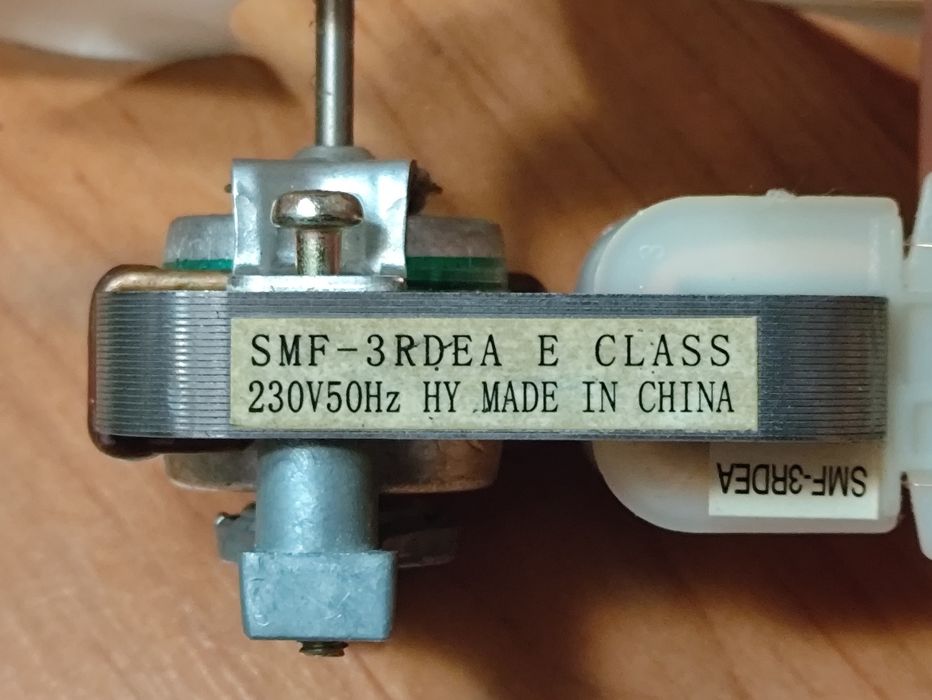 SMF-3RDEA E CLASS
230V50Hz HY MADE IN CHINA
SMF-3RDEA